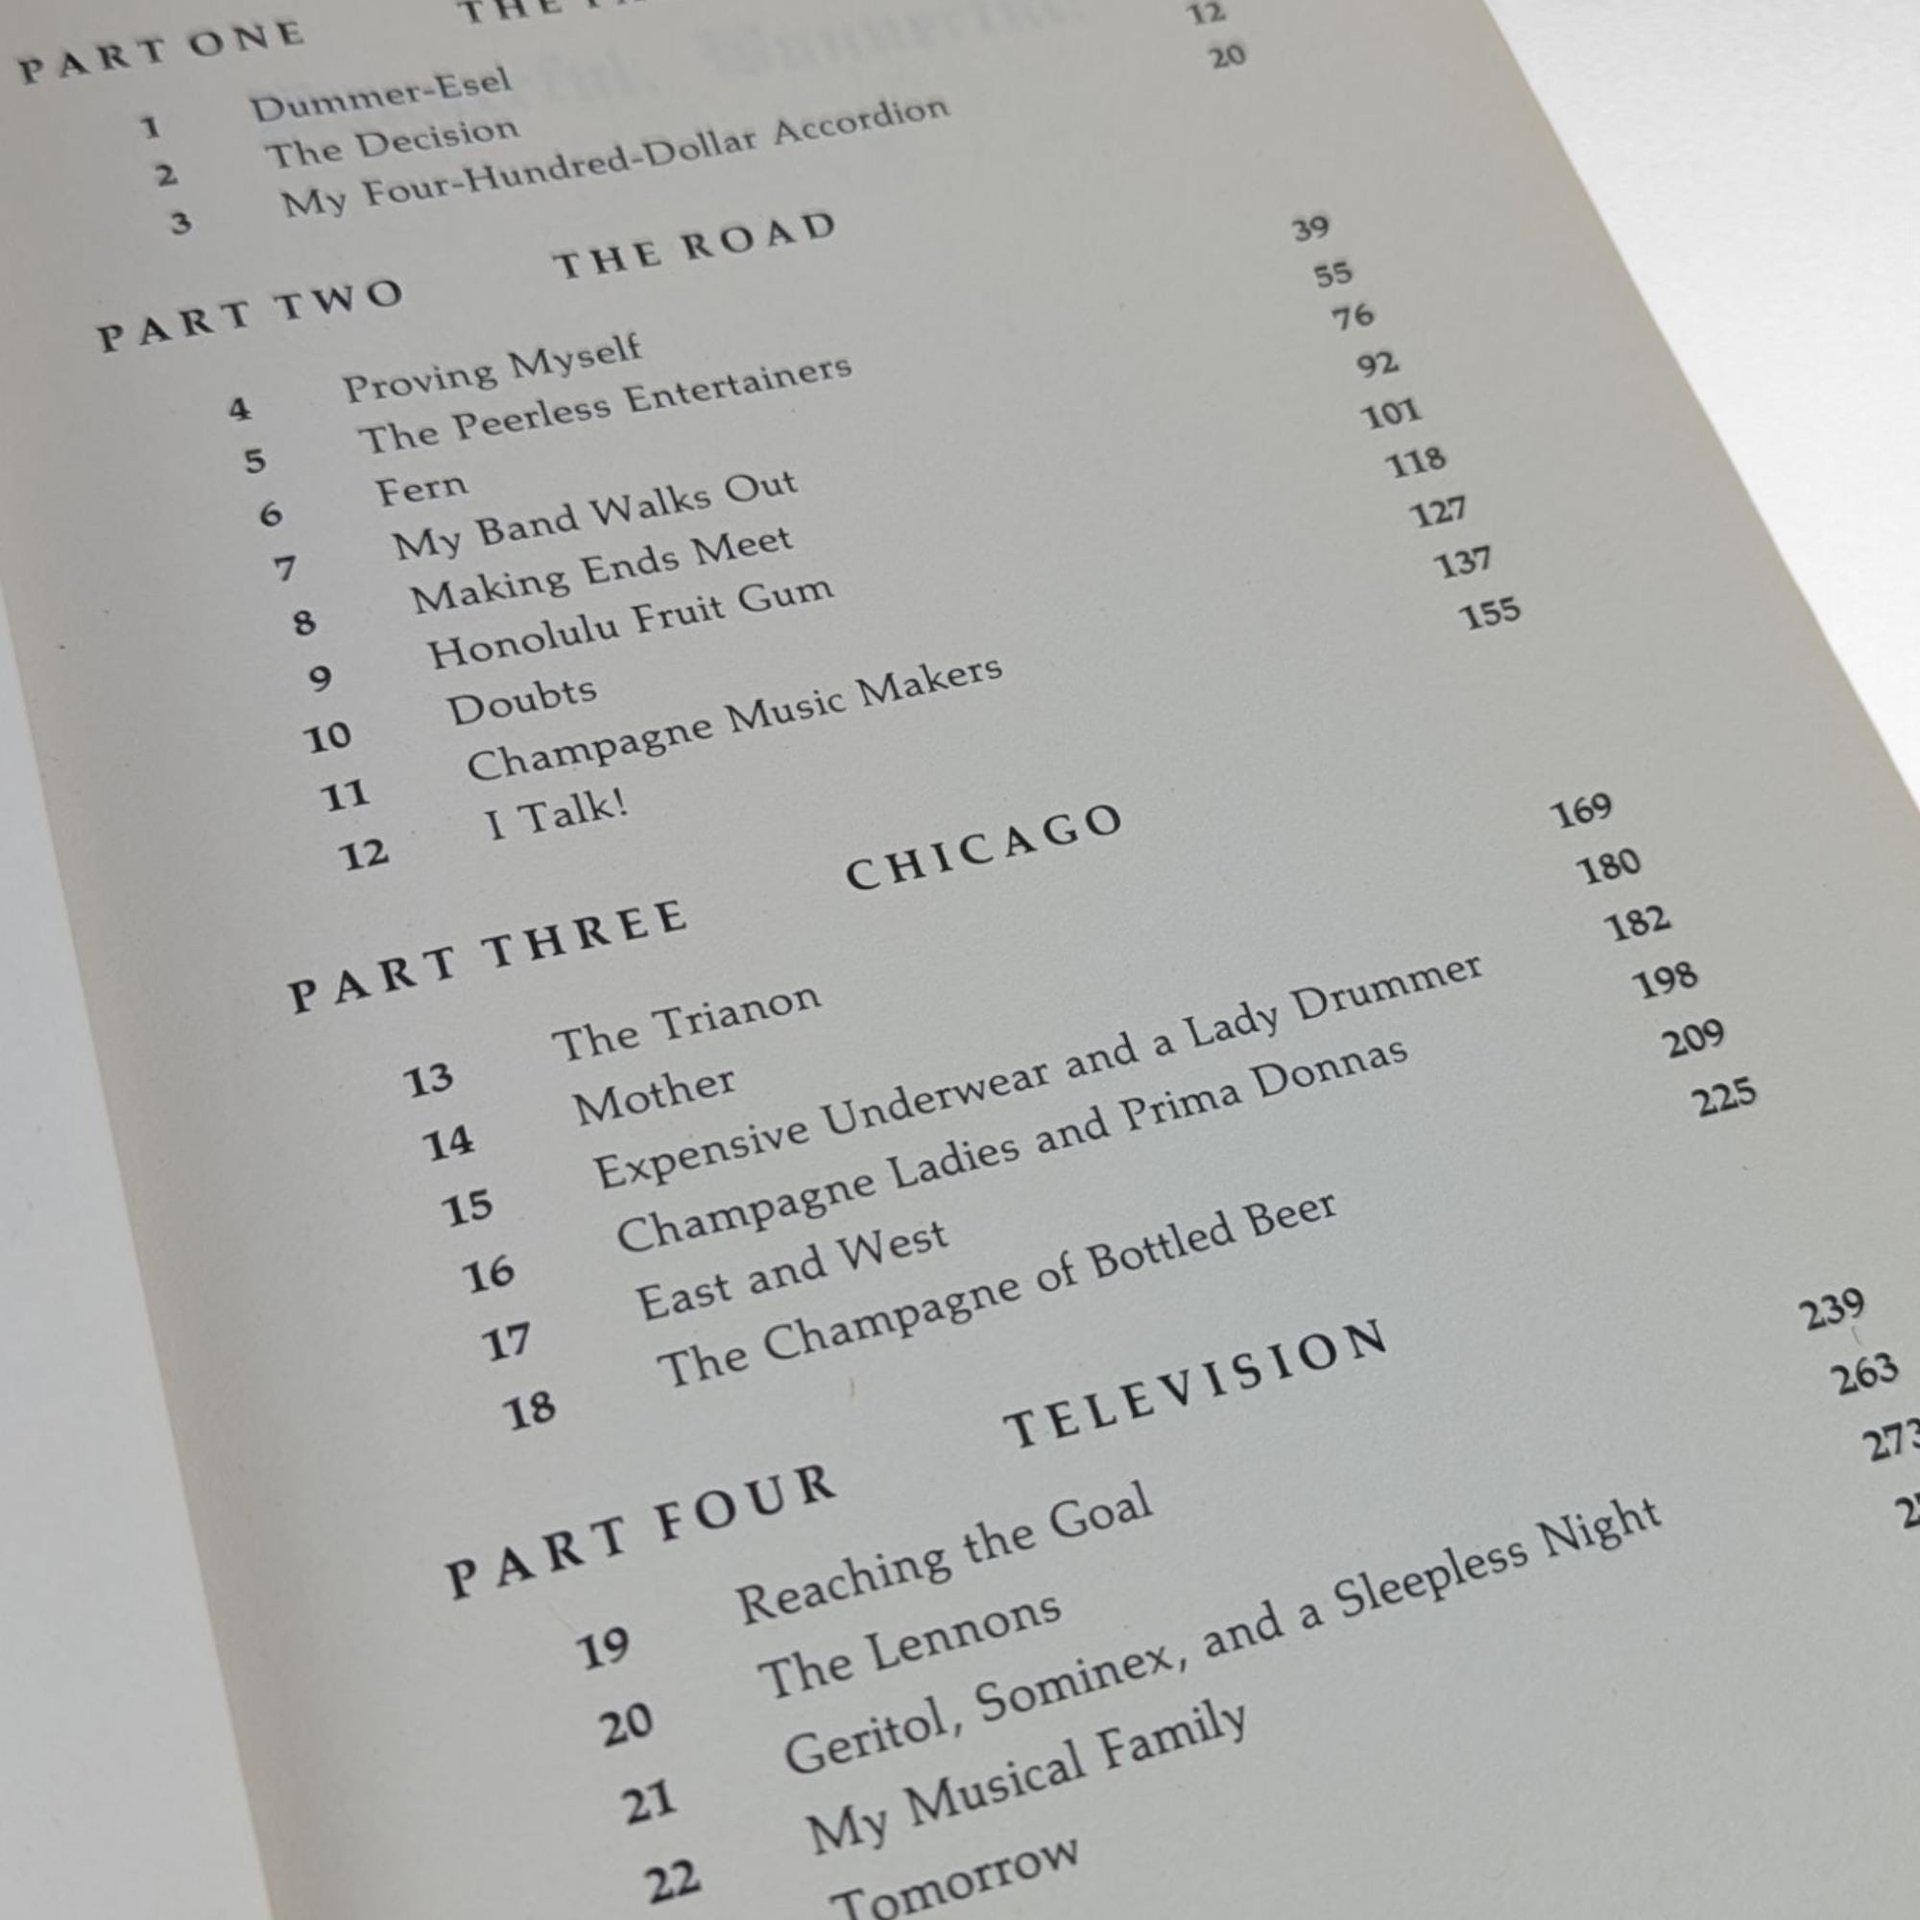 PART ONE THE
1 Dummer-Esel
2 The Decision 12
3 My Four-Hundred-Dollar Accordion 20
PART TWO THE ROAD
4 Proving Myself 39
5 The Peerless Entertainers 55
6 Fern 76
7 My Band Walks Out 92
8 Making Ends Meet 101
9 Honolulu Fruit Gum 118
10 Doubts 127
11 Champagne Music Makers 137
12 I Talk! 155
PART THREE CHICAGO
13 The Trianon 169
14 Mother 180
15 Expensive Underwear and a Lady Drummer 182
16 Champagne Ladies and Prima Donnas 198
17 East and West 209
18 The Champagne of Bottled Beer 225
PART FOUR TELEVISION
19 Reaching the Goal 239
20 The Lennons 263
21 Geritol, Sominex, and a Sleepless Night 273
22 My Musical Family
Tomorrow